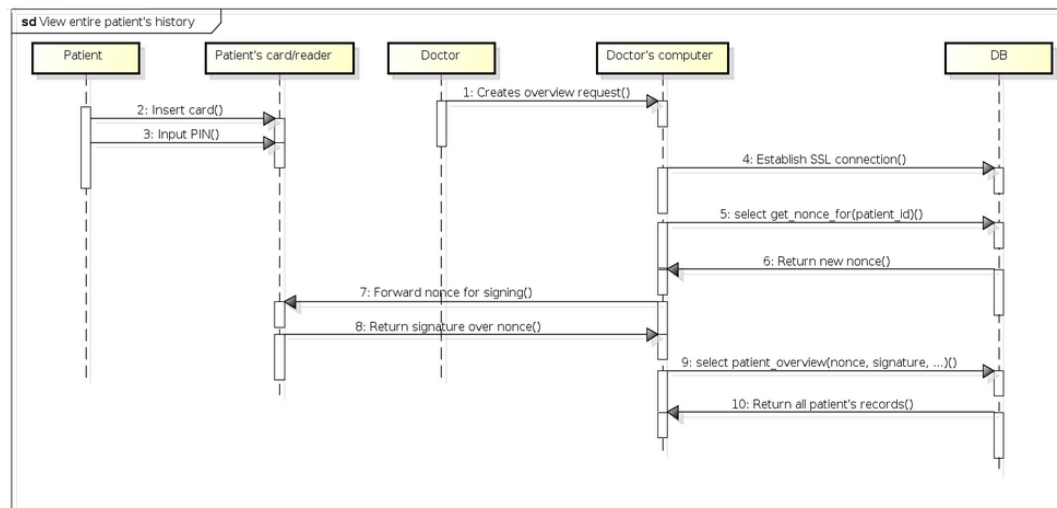 sd View entire patient's history
Patient
Patient's card/reader
Doctor
Doctor's computer
DB
1: Creates overview request()
2: Insert card()
3: Input PIN()
4: Establish SSL connection()
5: select get_nonce_for(patient_id)()
6: Return new nonce()
7: Forward nonce for signing()
8: Return signature over nonce()
9: select patient_overview(nonce, signature, ...)()
10: Return all patient's records()